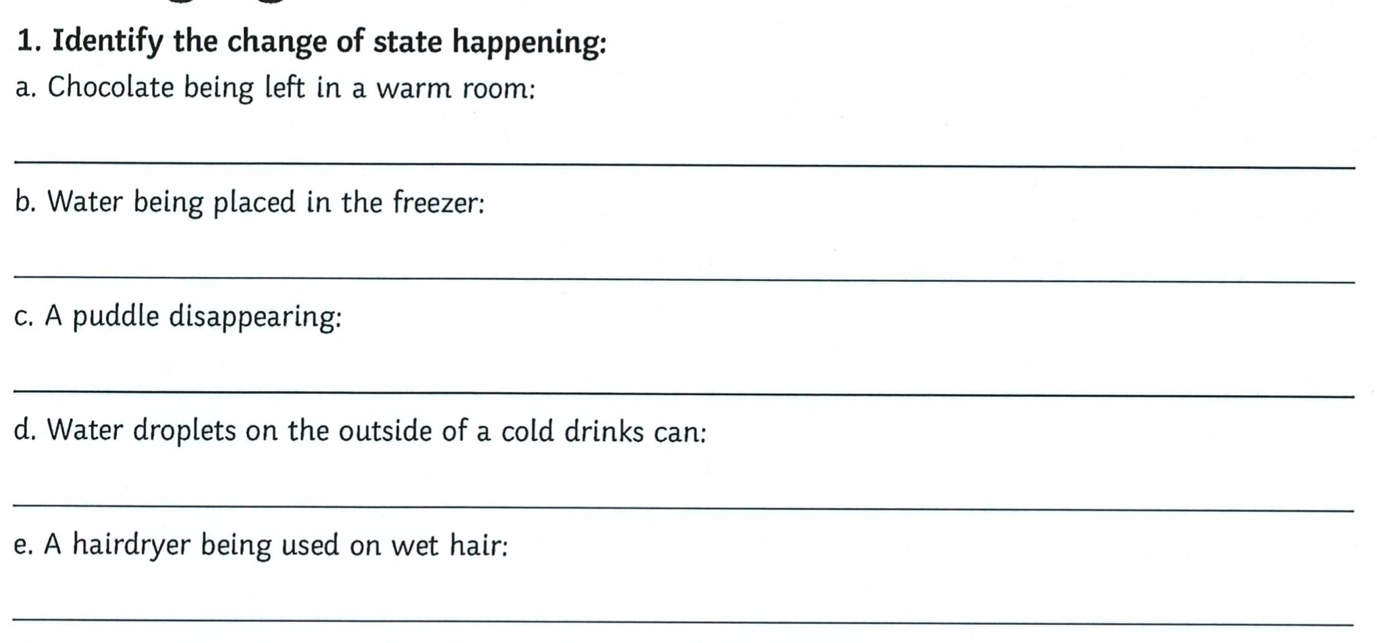 1. Identify the change of state happening:
a. Chocolate being left in a warm room:
b. Water being placed in the freezer:
c. A puddle disappearing:
d. Water droplets on the outside of a cold drinks can:
e. A hairdryer being used on wet hair: